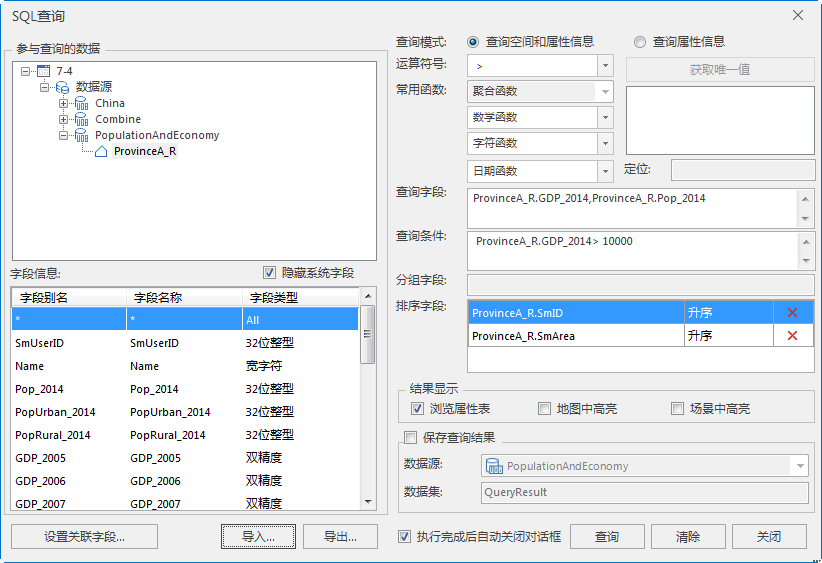 SQL查询
参与查询的数据
7-4
数据源
China
Combine
PopulationAndEconomy
ProvinceA_R
字段信息:
隐藏系统字段
字段别名 字段名称 字段类型
* * All
SmUserID SmUserID 32位整型
Name Name 宽字符
Pop_2014 Pop_2014 32位整型
PopUrban_2014 PopUrban_2014 32位整型
PopRural_2014 PopRural_2014 32位整型
GDP_2005 GDP_2005 双精度
GDP_2006 GDP_2006 双精度
GDP_2007 GDP_2007 双精度
设置关联字段... 导入... 导出...
查询模式: 查询空间和属性信息 查询属性信息
运算符号: > 获取唯一值
常用函数: 聚合函数
数学函数
字符函数
日期函数 定位:
查询字段: ProvinceA_R.GDP_2014,ProvinceA_R.Pop_2014
查询条件: ProvinceA_R.GDP_2014> 10000
分组字段:
排序字段: ProvinceA_R.SmID 升序
ProvinceA_R.SmArea 升序
结果显示
浏览属性表 地图中高亮 场景中高亮
保存查询结果
数据源: PopulationAndEconomy
数据集: QueryResult
执行完成后自动关闭对话框 查询 清除 关闭